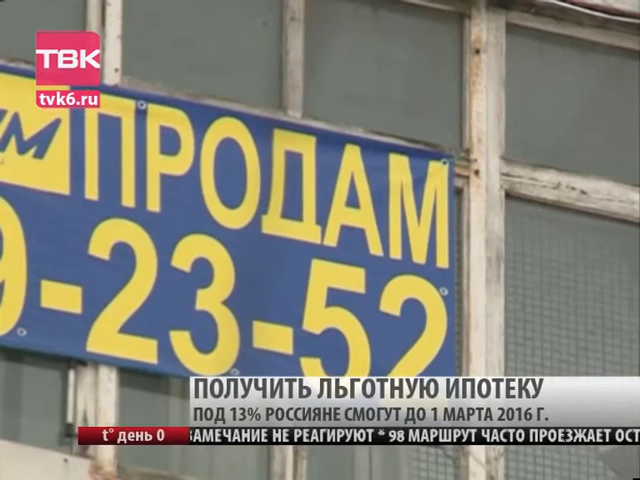 ТВК
tvk6.ru
ПРОДАМ
9-23-52
ПОЛУЧИТЬ ЛЬГОТНУЮ ИПОТЕКУ
ПОД 13% РОССИЯНЕ СМОГУТ ДО 1 МАРТА 2016 Г.
t° день 0
ЗАМЕЧАНИЕ НЕ РЕАГИРУЮТ * 98 МАРШРУТ ЧАСТО ПРОЕЗЖАЕТ ОСТ